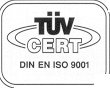 TÜV
CERT
DIN EN ISO 9001